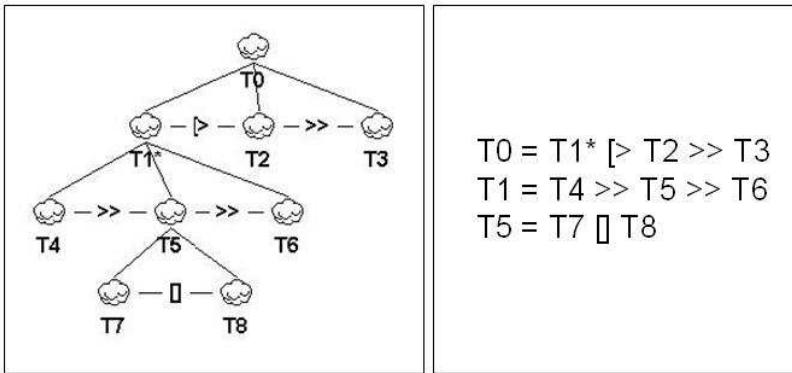 T0
[> >>
T1* T2 T3
>> >>
T4 T5 T6
[]
T7 T8
T0 = T1* [> T2 >> T3
T1 = T4 >> T5 >> T6
T5 = T7 [] T8